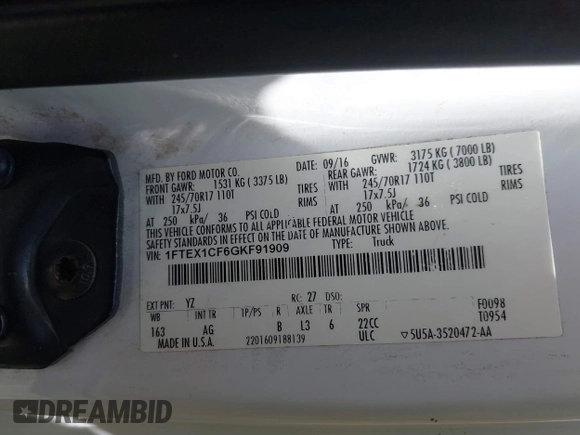 MFD. BY FORD MOTOR CO.
09/16 GVWR: 3175 KG ( 7000 LB)
FRONT GAWR: 1531 KG ( 3375 LB) REAR GAWR: 1724 KG ( 3800 LB)
WITH 245/70R17 110T TIRES WITH 245/70R17 110T TIRES
17x7.5J RIMS 17x7.5J RIMS
AT 250 kPa/ 36 PSI COLD AT 250 kPa/ 36 PSI COLD
THIS VEHICLE CONFORMS TO ALL APPLICABLE FEDERAL MOTOR VEHICLE
SAFETY STANDARDS IN EFFECT ON THE DATE OF MANUFACTURE SHOWN ABOVE.
VIN: 1FTEX1CF6GKF91909 TYPE: Truck
EXT PNT: YZ RC: 27 DSO: F0098
WB INT TR TP/PS R AXLE TR SPR T0954
163 AG B L3 6 22CC
MADE IN U.S.A. 2201609188139 ULC 5U5A-3520472-AA
DREAMBID